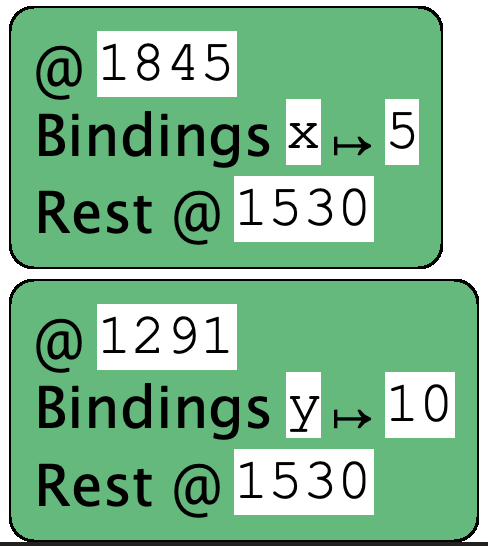 @ 1845
Bindings x ↦ 5
Rest @ 1530
@ 1291
Bindings y ↦ 10
Rest @ 1530